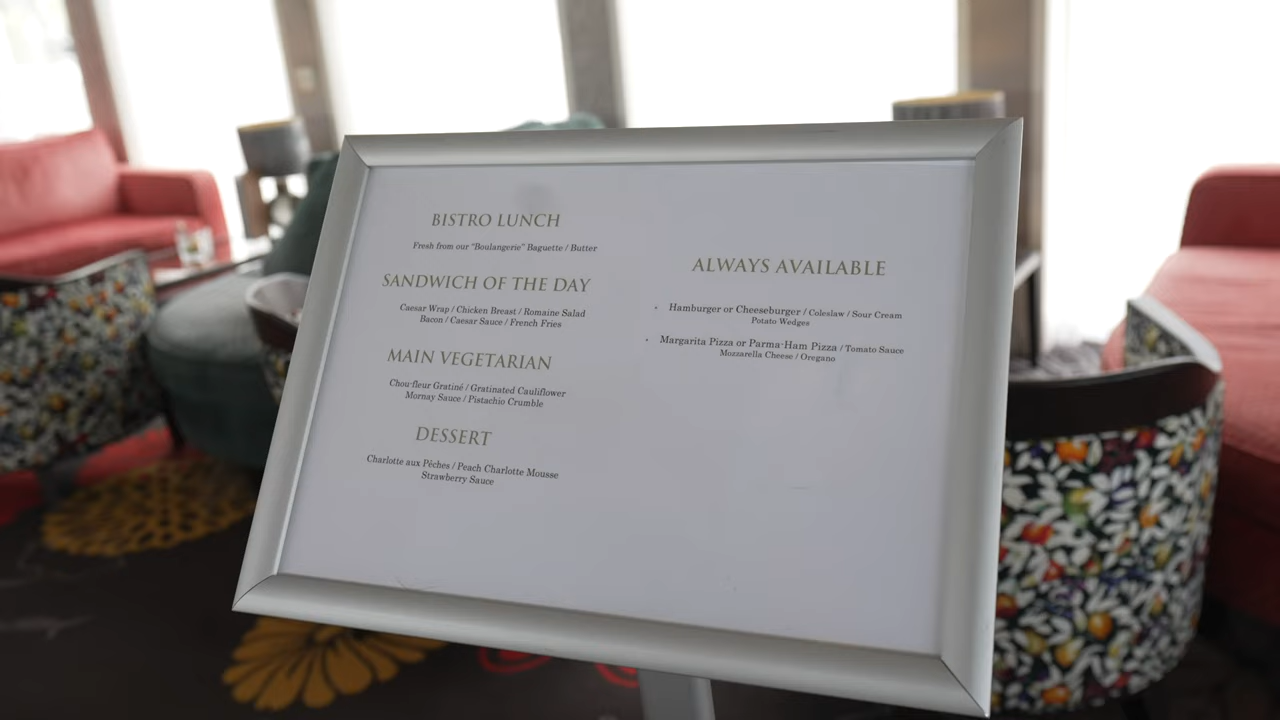 BISTRO LUNCH
Fresh from our "Boulangerie" Baguette / Butter
SANDWICH OF THE DAY
Caesar Wrap / Chicken Breast / Romaine Salad
Bacon / Caesar Sauce / French Fries
MAIN VEGETARIAN
Chou-fleur Gratiné / Gratinated Cauliflower
Mornay Sauce / Pistachio Crumble
DESSERT
Charlotte aux Pêches / Peach Charlotte Mousse
Strawberry Sauce
ALWAYS AVAILABLE
• Hamburger or Cheeseburger / Coleslaw / Sour Cream
Potato Wedges
• Margarita Pizza or Parma-Ham Pizza / Tomato Sauce
Mozzarella Cheese / Oregano